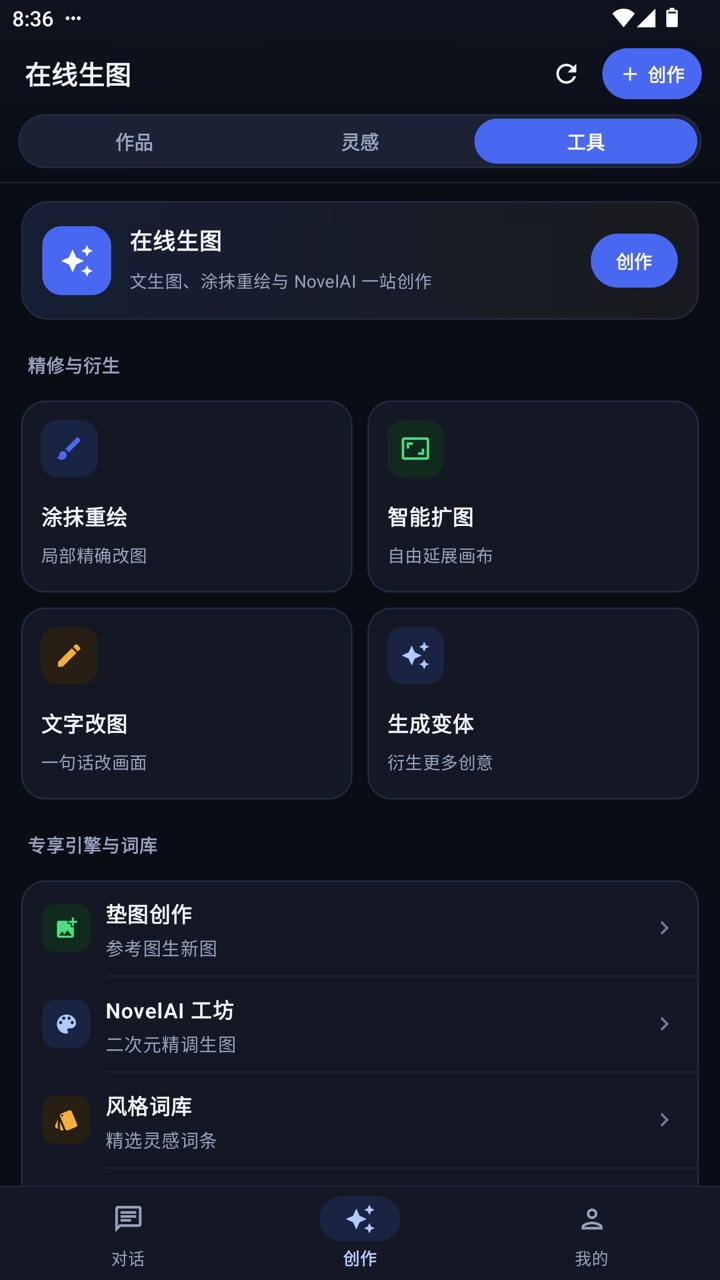 8:36
在线生图
创作
作品
灵感
工具
在线生图
文生图、涂抹重绘与 NovelAI 一站创作
创作
精修与衍生
涂抹重绘
局部精确改图
智能扩图
自由延展画布
文字改图
一句话改画面
生成变体
衍生更多创意
专享引擎与词库
垫图创作
参考图生新图
NovelAI 工坊
二次元精调生图
风格词库
精选灵感词条
对话
创作
我的